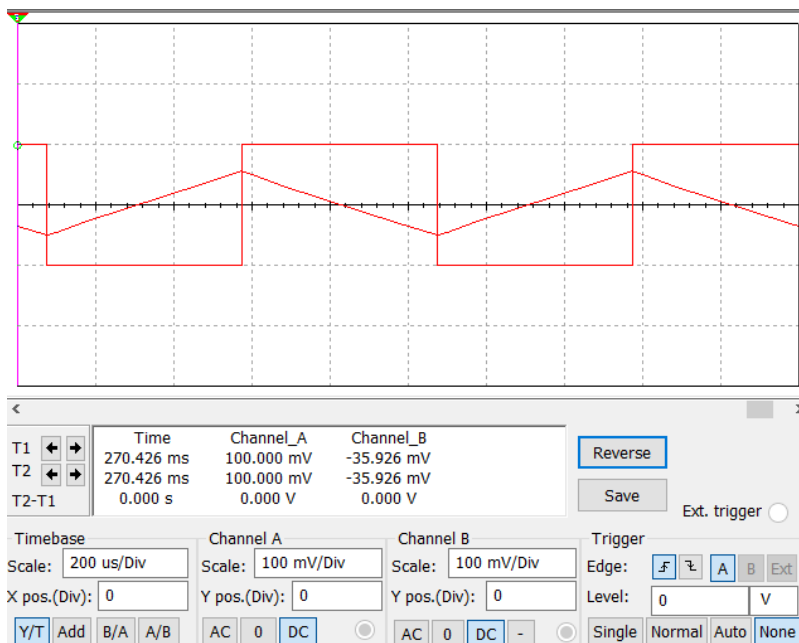 Time Channel_A Channel_B
T1 270.426 ms 100.000 mV -35.926 mV
T2 270.426 ms 100.000 mV -35.926 mV
T2-T1 0.000 s 0.000 V 0.000 V
Reverse
Save
Ext. trigger
Timebase Channel A Channel B Trigger
Scale: 200 us/Div Scale: 100 mV/Div Scale: 100 mV/Div Edge: A B Ext
X pos.(Div): 0 Y pos.(Div): 0 Y pos.(Div): 0 Level: 0 V
Y/T Add B/A A/B AC 0 DC AC 0 DC - Single Normal Auto None